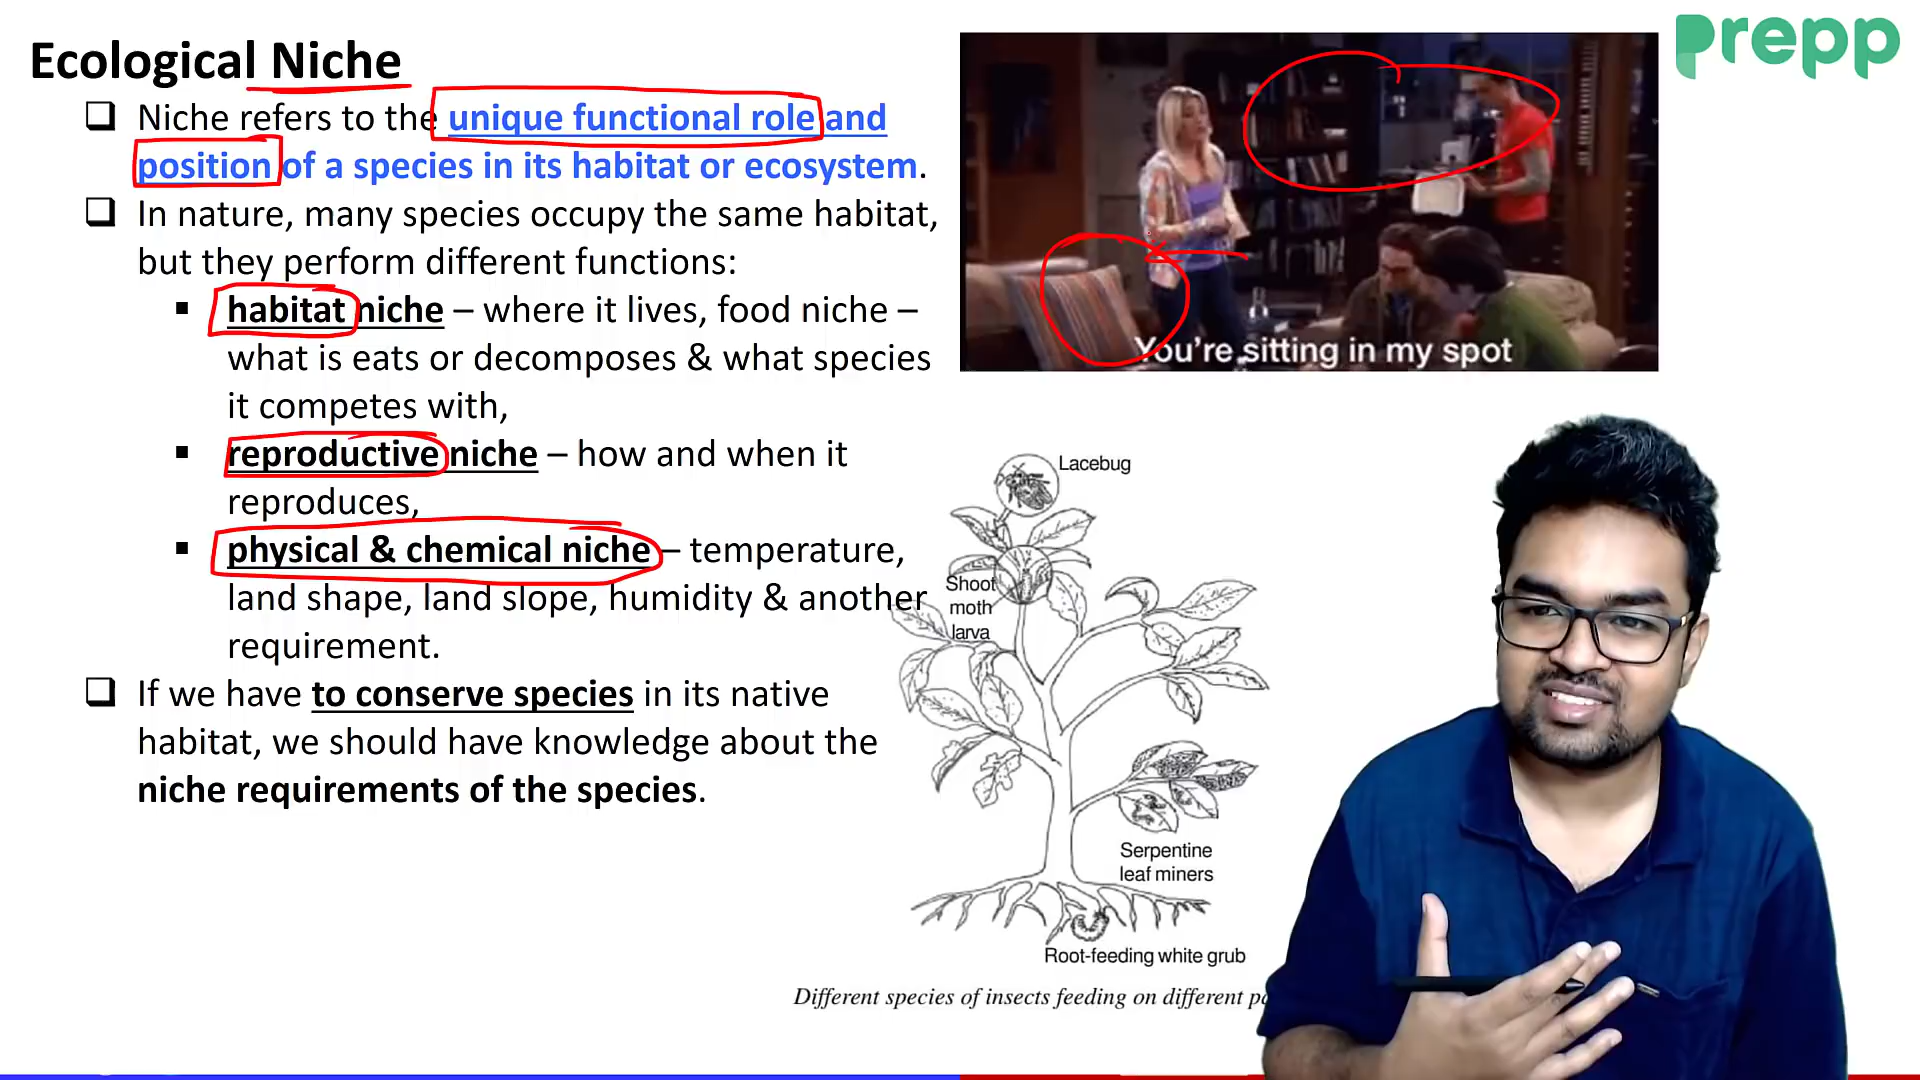 Ecological Niche
Niche refers to the unique functional role and
position of a species in its habitat or ecosystem.
In nature, many species occupy the same habitat,
but they perform different functions:
habitat niche – where it lives, food niche –
what is eats or decomposes & what species
it competes with,
reproductive niche – how and when it
reproduces,
physical & chemical niche – temperature,
land shape, land slope, humidity & another
requirement.
If we have to conserve species in its native
habitat, we should have knowledge about the
niche requirements of the species.
prepp
You're sitting in my spot
Lacebug
Shoot
moth
larva
Serpentine
leaf miners
Root-feeding white grub
Different species of insects feeding on different